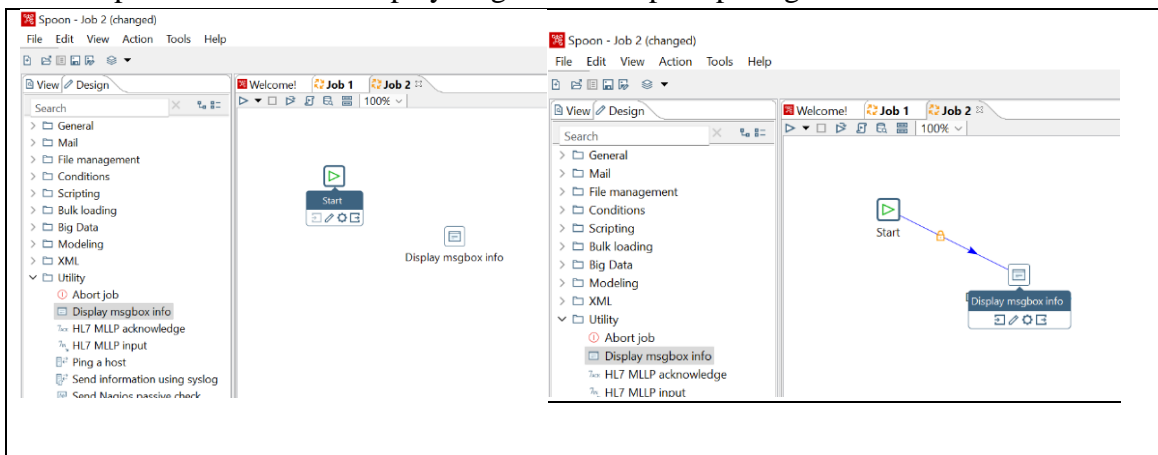 Spoon - Job 2 (changed)
File Edit View Action Tools Help
View Design
Welcome! Job 1 Job 2
Search
100%
General
Mail
File management
Conditions
Scripting
Bulk loading
Big Data
Modeling
XML
Utility
Abort job
Display msgbox info
HL7 MLLP acknowledge
HL7 MLLP input
Ping a host
Send information using syslog
Send Nagios passive check
Start
Display msgbox info
Spoon - Job 2 (changed)
File Edit View Action Tools Help
View Design
Welcome! Job 1 Job 2
Search
100%
General
Mail
File management
Conditions
Scripting
Bulk loading
Big Data
Modeling
XML
Utility
Abort job
Display msgbox info
HL7 MLLP acknowledge
HL7 MLLP input
Start
Display msgbox info